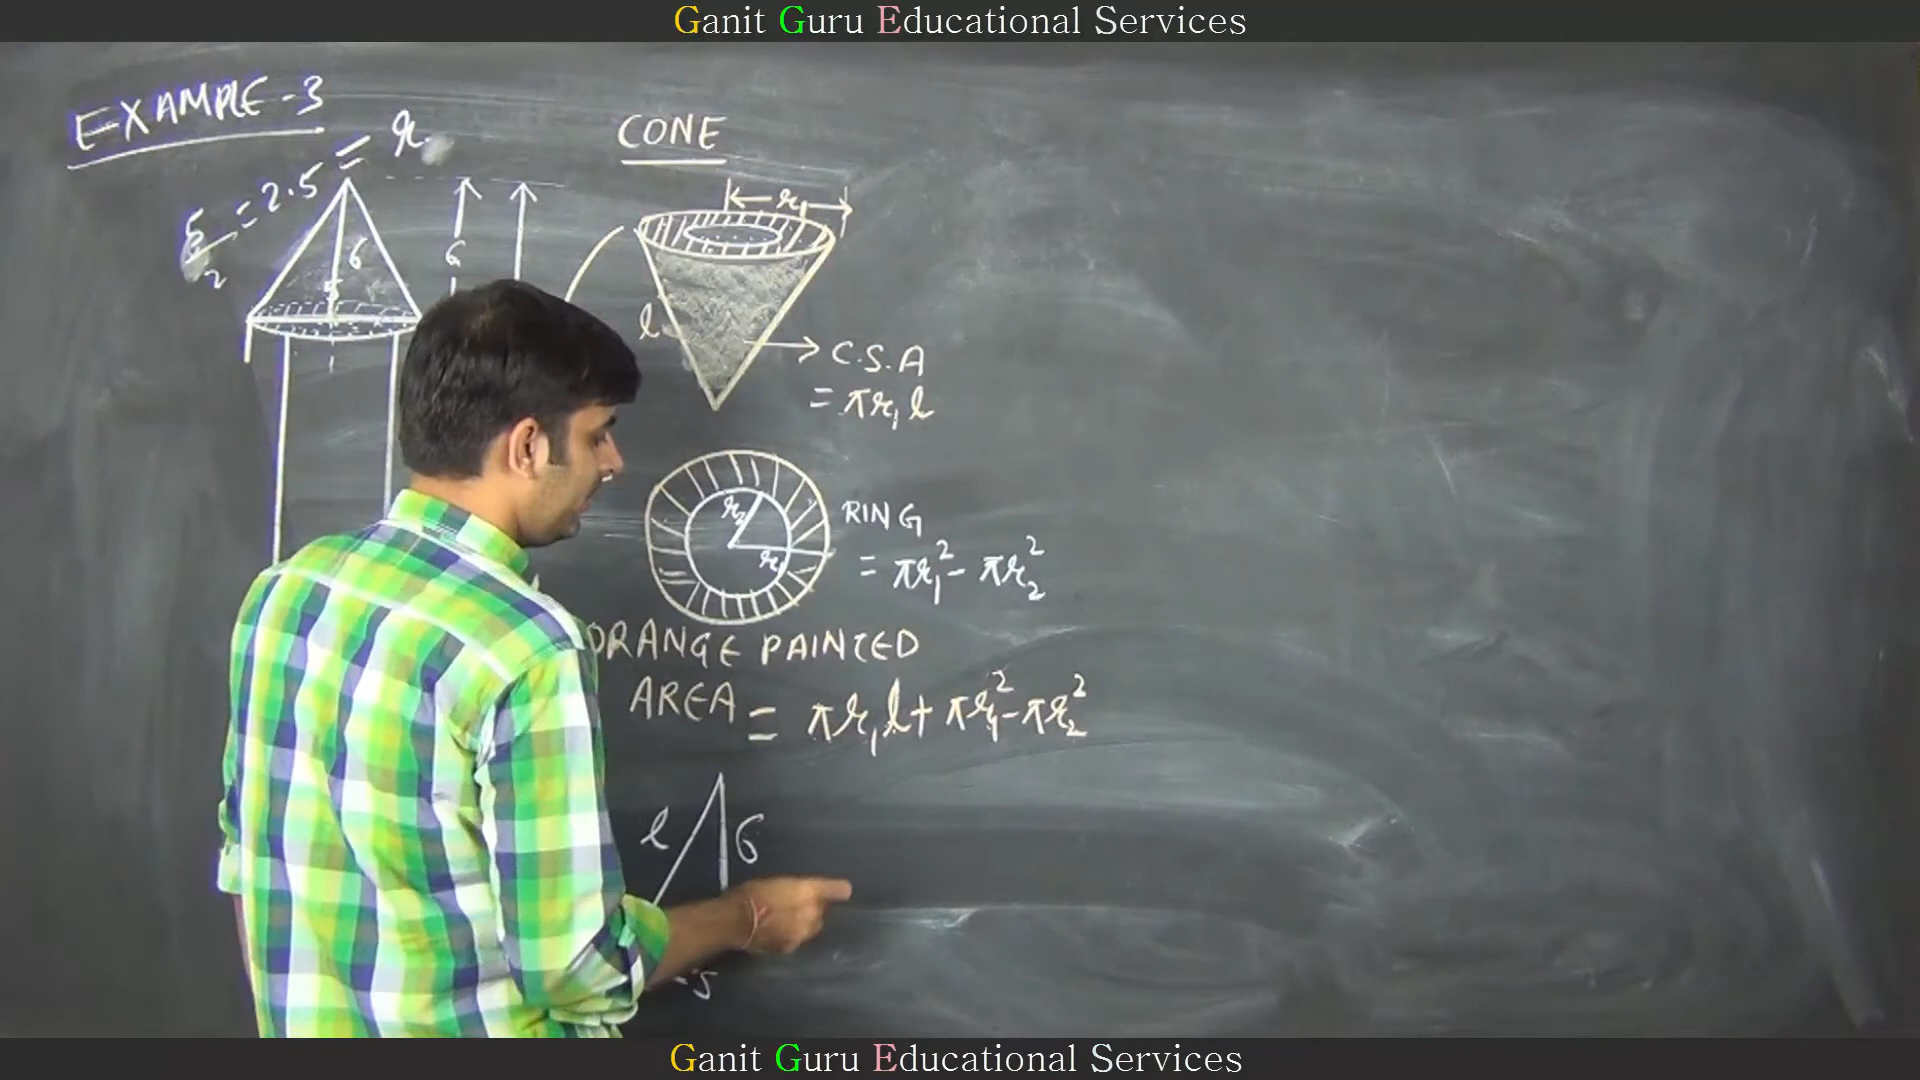 Ganit Guru Educational Services
EXAMPLE-3
5/2 = 2.5 = r
6
5
6
CONE
r₁
l
C.S.A
= πr₁l
r₂
r₁
RING
= πr₁² - πr₂²
ORANGE PAINTED
AREA = πr₁l + πr₁² - πr₂²
l
6
Ganit Guru Educational Services